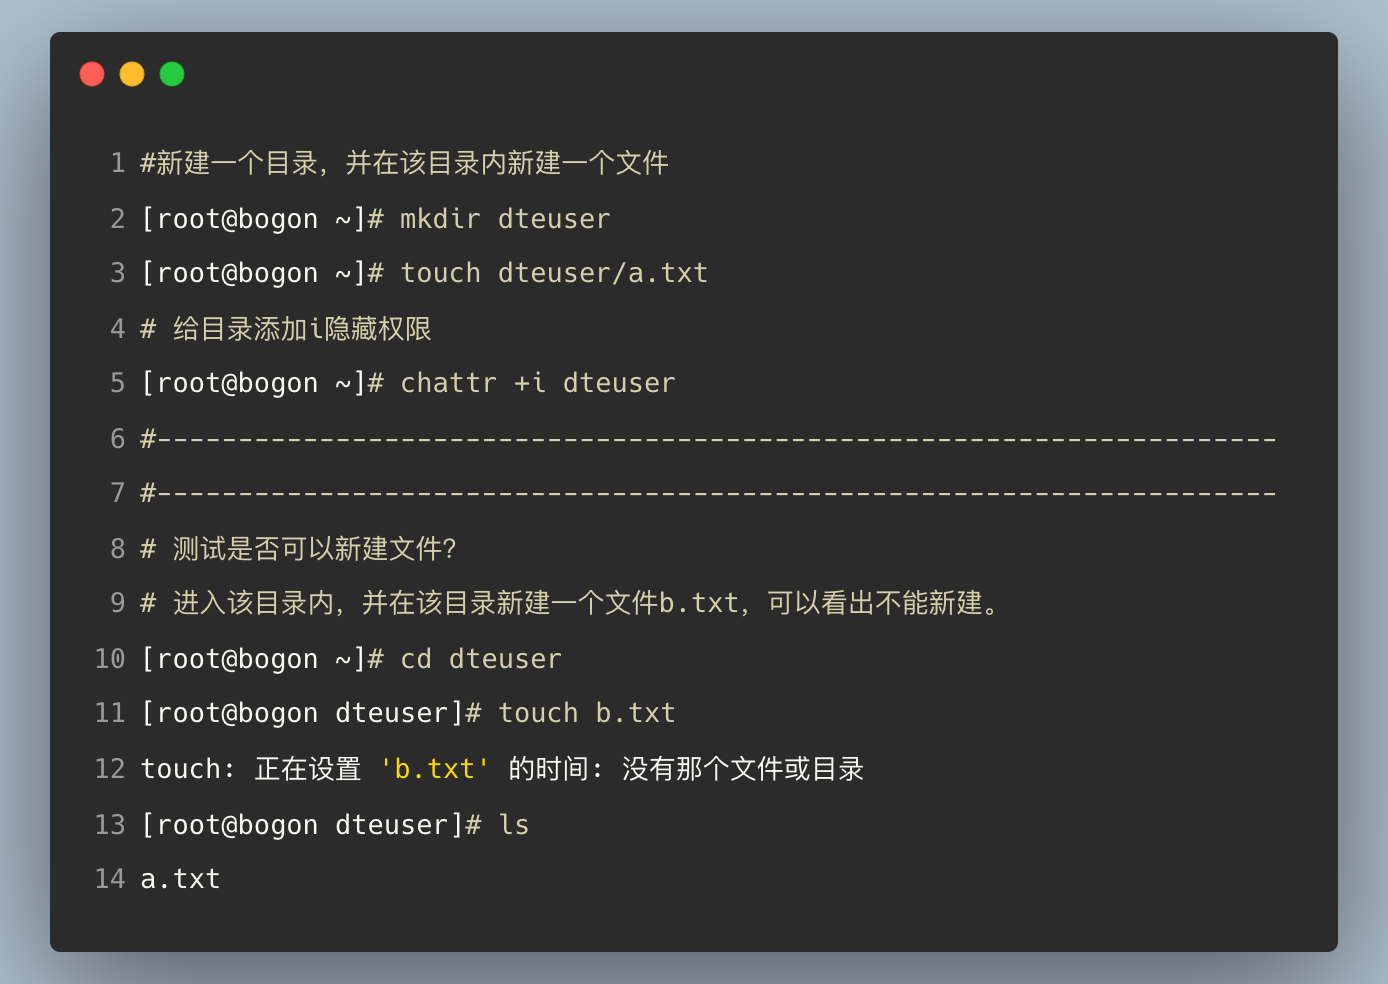 1 #新建一个目录，并在该目录内新建一个文件
2 [root@bogon ~]# mkdir dteuser
3 [root@bogon ~]# touch dteuser/a.txt
4 # 给目录添加i隐藏权限
5 [root@bogon ~]# chattr +i dteuser
6 #---------------------------------------------------------------------
7 #---------------------------------------------------------------------
8 # 测试是否可以新建文件？
9 # 进入该目录内，并在该目录新建一个文件b.txt，可以看出不能新建。
10 [root@bogon ~]# cd dteuser
11 [root@bogon dteuser]# touch b.txt
12 touch: 正在设置 'b.txt' 的时间: 没有那个文件或目录
13 [root@bogon dteuser]# ls
14 a.txt